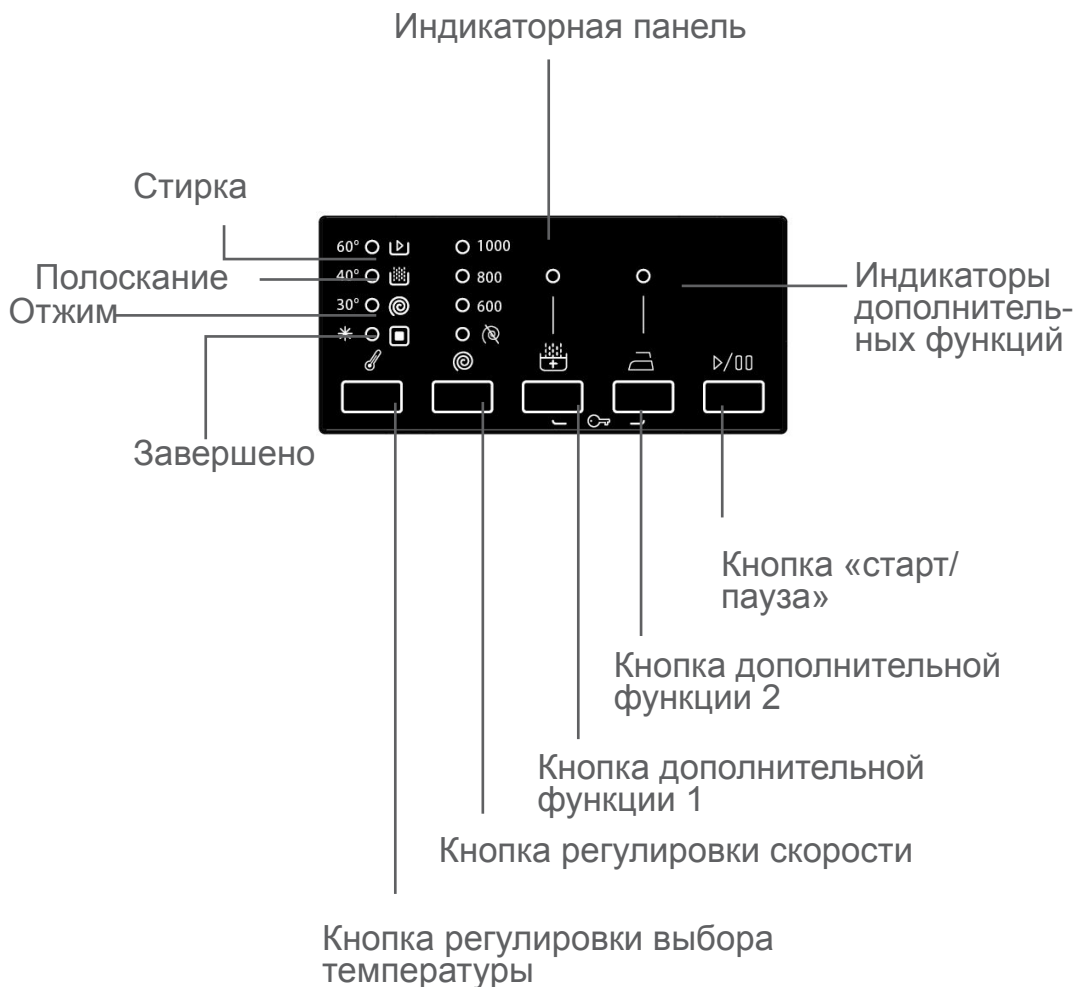 Индикаторная панель
Стирка
60° 1000
Полоскание
40° 800
Отжим
30° 600
Индикаторы
дополнитель-
ных функций
Завершено
Кнопка «старт/
пауза»
Кнопка дополнительной
функции 2
Кнопка дополнительной
функции 1
Кнопка регулировки скорости
Кнопка регулировки выбора
температуры